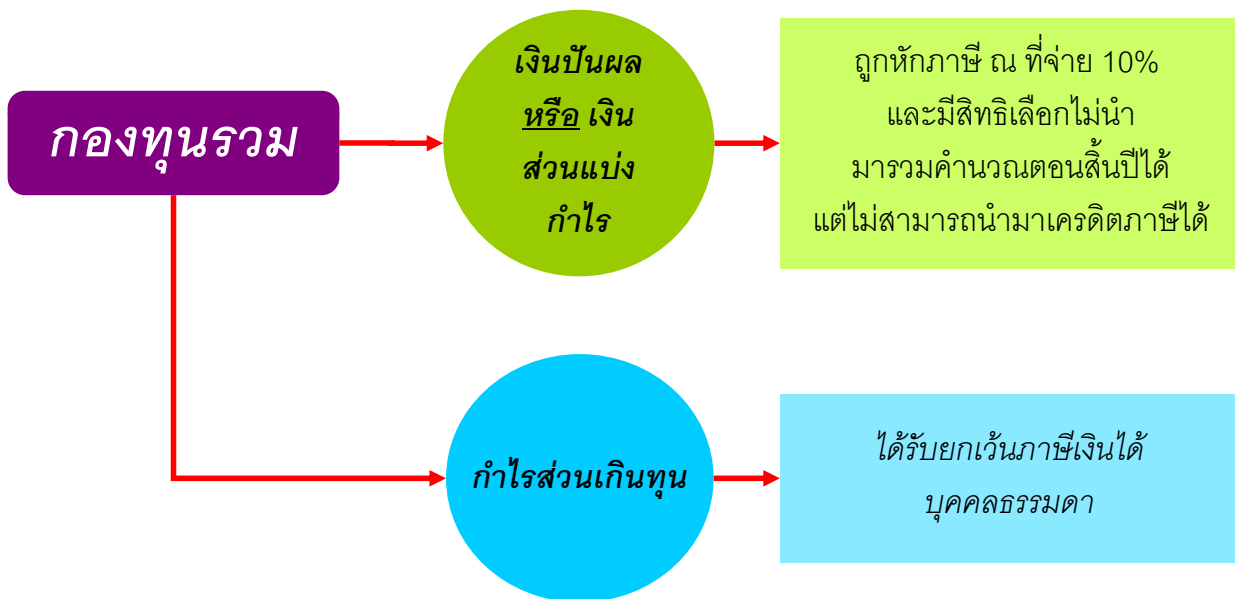 กองทุนรวม
เงินปันผล
หรือ เงิน
ส่วนแบ่ง
กำไร
ถูกหักภาษี ณ ที่จ่าย 10%
และมีสิทธิเลือกไม่นำ
มารวมคำนวณตอนสิ้นปีได้
แต่ไม่สามารถนำมาเครดิตภาษีได้
กำไรส่วนเกินทุน
ได้รับยกเว้นภาษีเงินได้
บุคคลธรรมดา